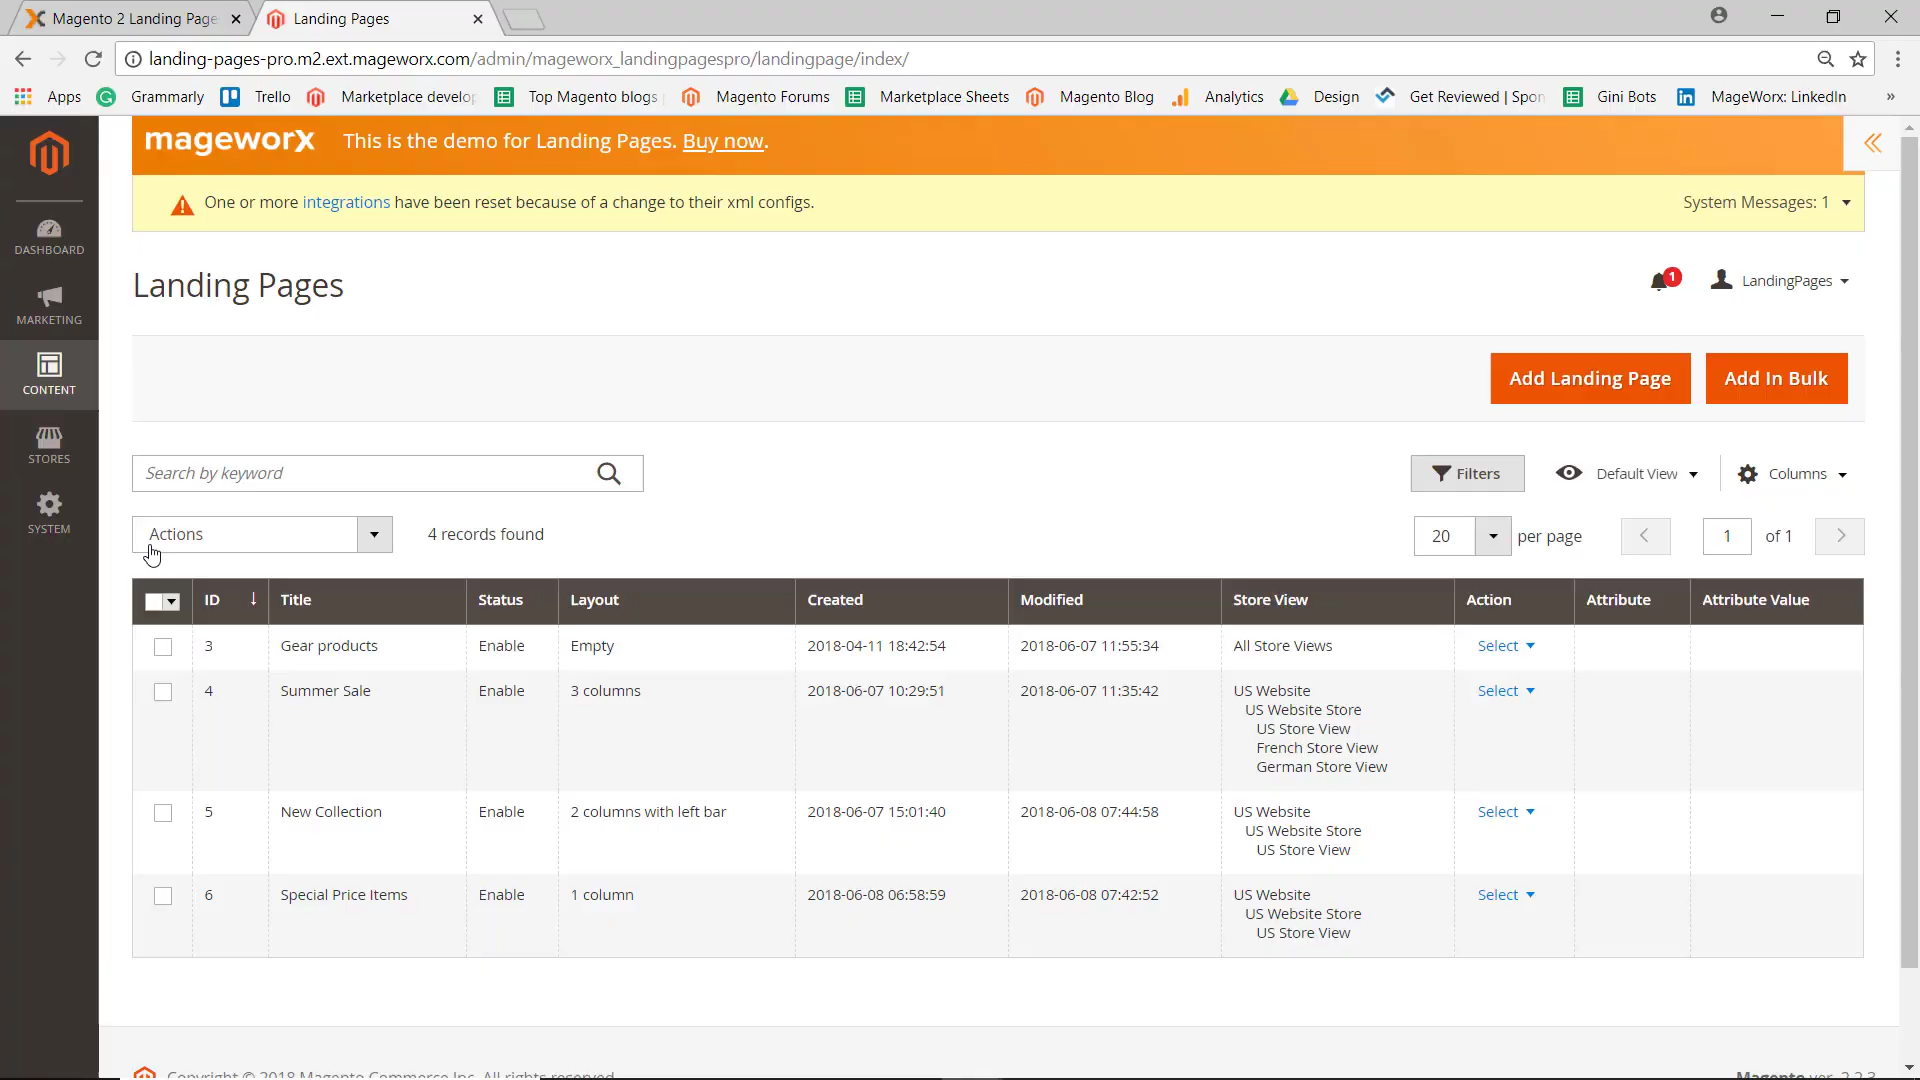 Magento 2 Landing Page
Landing Pages
landing-pages-pro.m2.ext.mageworx.com/admin/mageworx_landingpagespro/landingpage/index/
Apps Grammarly Trello Marketplace develop Top Magento blogs Magento Forums Marketplace Sheets Magento Blog Analytics Design Get Reviewed | Spon Gini Bots MageWorx: LinkedIn »
mageworx This is the demo for Landing Pages. Buy now.
One or more integrations have been reset because of a change to their xml configs. System Messages: 1
DASHBOARD
MARKETING
CONTENT
STORES
SYSTEM
Landing Pages
1 LandingPages
Add Landing Page Add In Bulk
Search by keyword Filters Default View Columns
Actions 4 records found 20 per page 1 of 1
ID ↓ Title Status Layout Created Modified Store View Action Attribute Attribute Value
3 Gear products Enable Empty 2018-04-11 18:42:54 2018-06-07 11:55:34 All Store Views Select
4 Summer Sale Enable 3 columns 2018-06-07 10:29:51 2018-06-07 11:35:42 US Website Select
US Website Store
US Store View
French Store View
German Store View
5 New Collection Enable 2 columns with left bar 2018-06-07 15:01:40 2018-06-08 07:44:58 US Website Select
US Website Store
US Store View
6 Special Price Items Enable 1 column 2018-06-08 06:58:59 2018-06-08 07:42:52 US Website Select
US Website Store
US Store View
Copyright © 2018 Magento Commerce Inc. All rights reserved. Magento ver. 2.2.3